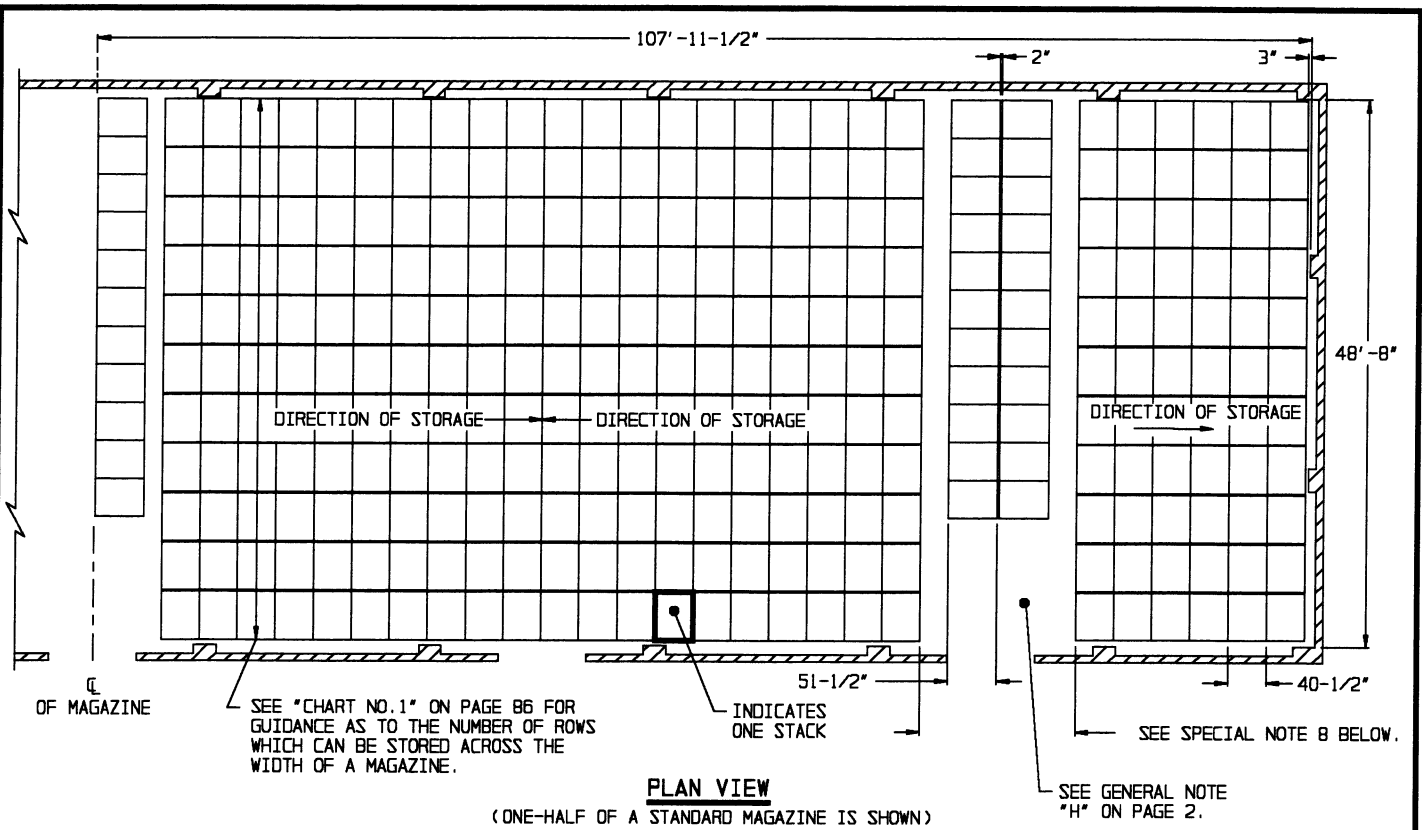 107'-11-1/2"
2"
3"
48'-8"
DIRECTION OF STORAGE
DIRECTION OF STORAGE
DIRECTION OF STORAGE
51-1/2"
40-1/2"
℄
OF MAGAZINE
SEE "CHART NO.1" ON PAGE 86 FOR
GUIDANCE AS TO THE NUMBER OF ROWS
WHICH CAN BE STORED ACROSS THE
WIDTH OF A MAGAZINE.
INDICATES
ONE STACK
SEE SPECIAL NOTE 8 BELOW.
PLAN VIEW
(ONE-HALF OF A STANDARD MAGAZINE IS SHOWN)
SEE GENERAL NOTE
"H" ON PAGE 2.